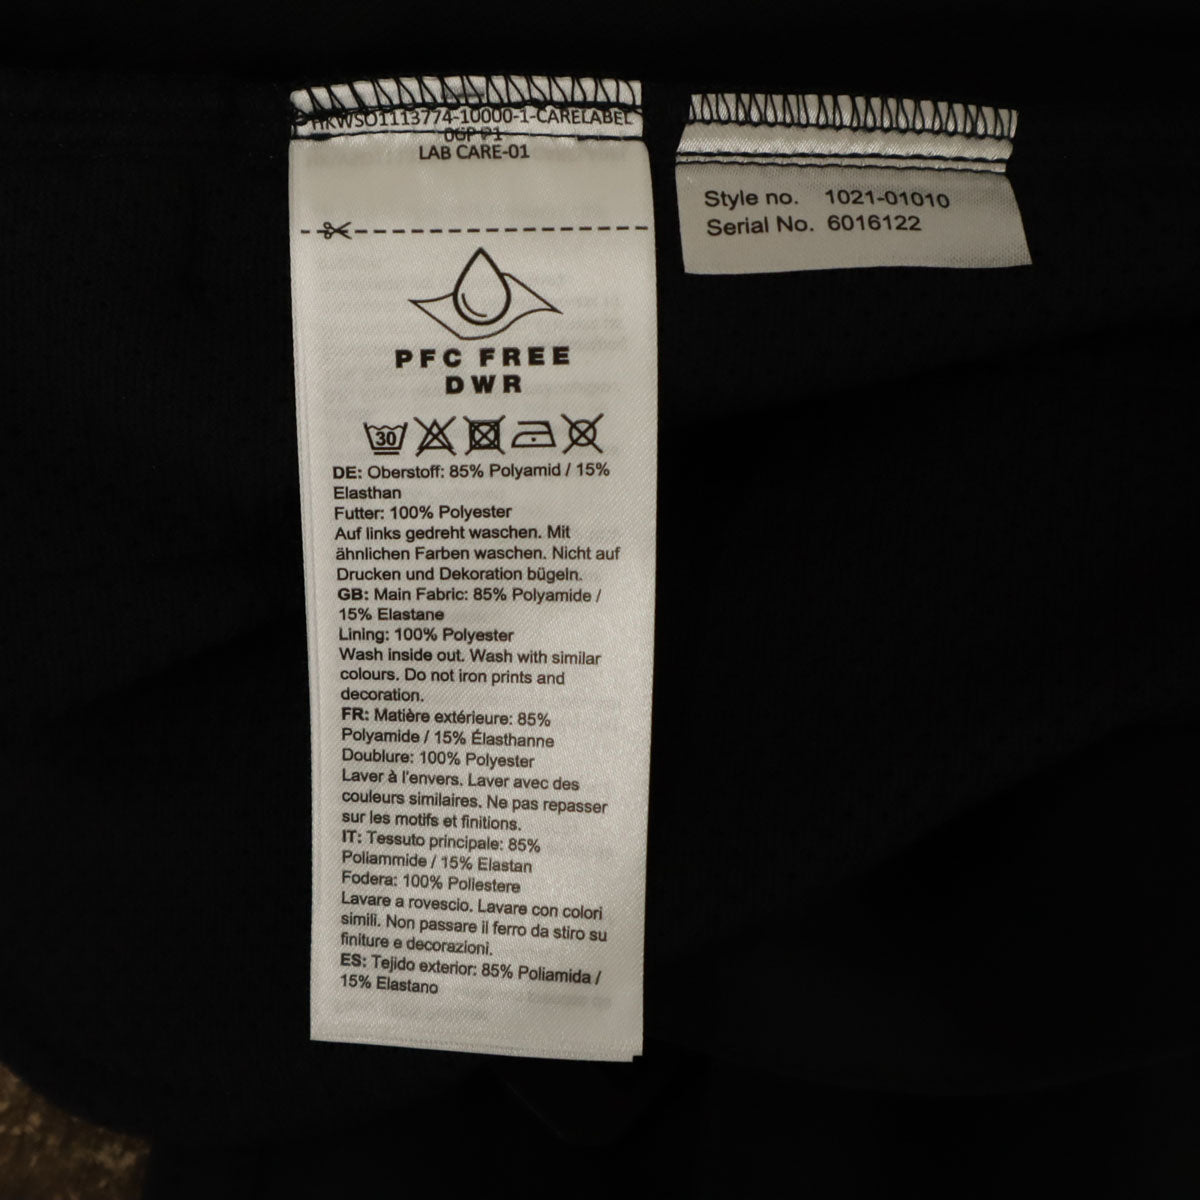 HKWSO1113774-10000-1-CARELABEL
LAB CARE-01
PFC FREE
DWR
30
DE: Oberstoff: 85% Polyamid / 15%
Elasthan
Futter: 100% Polyester
Auf links gedreht waschen. Mit
ähnlichen Farben waschen. Nicht auf
Drucken und Dekoration bügeln.
GB: Main Fabric: 85% Polyamide /
15% Elastane
Lining: 100% Polyester
Wash inside out. Wash with similar
colours. Do not iron prints and
decoration.
FR: Matière extérieure: 85%
Polyamide / 15% Élasthanne
Doublure: 100% Polyester
Laver à l'envers. Laver avec des
couleurs similaires. Ne pas repasser
sur les motifs et finitions.
IT: Tessuto principale: 85%
Poliammide / 15% Elastan
Fodera: 100% Poliestere
Lavare a rovescio. Lavare con colori
simili. Non passare il ferro da stiro su
finiture e decorazioni.
ES: Tejido exterior: 85% Poliamida /
15% Elastano
Style no. 1021-01010
Serial No. 6016122